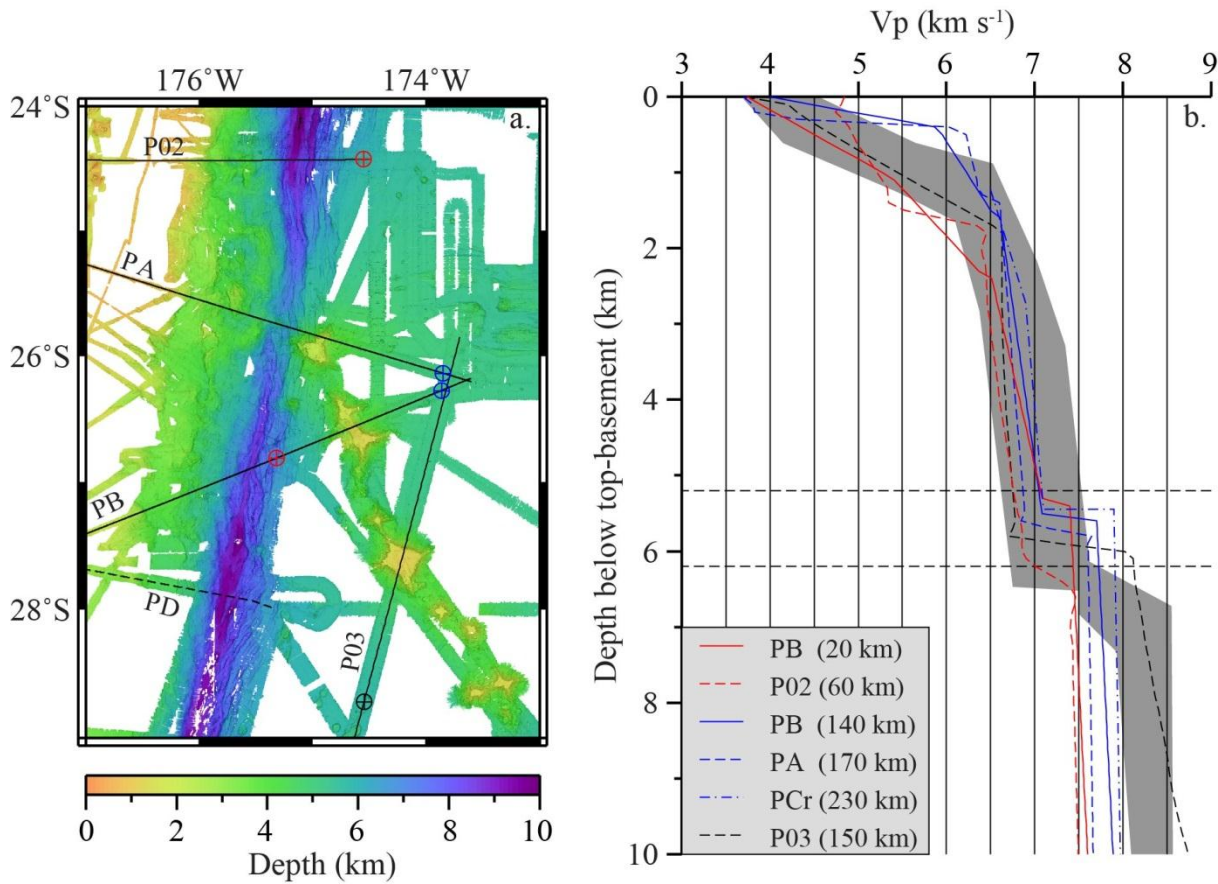 176°W 174°W
24°S
26°S
28°S
a.
P02
PA
PB
PD
P03
0 2 4 6 8 10
Depth (km)
Vp (km s⁻¹)
3 4 5 6 7 8 9
b.
0
2
4
6
8
10
Depth below top-basement (km)
PB (20 km)
P02 (60 km)
PB (140 km)
PA (170 km)
PCr (230 km)
P03 (150 km)